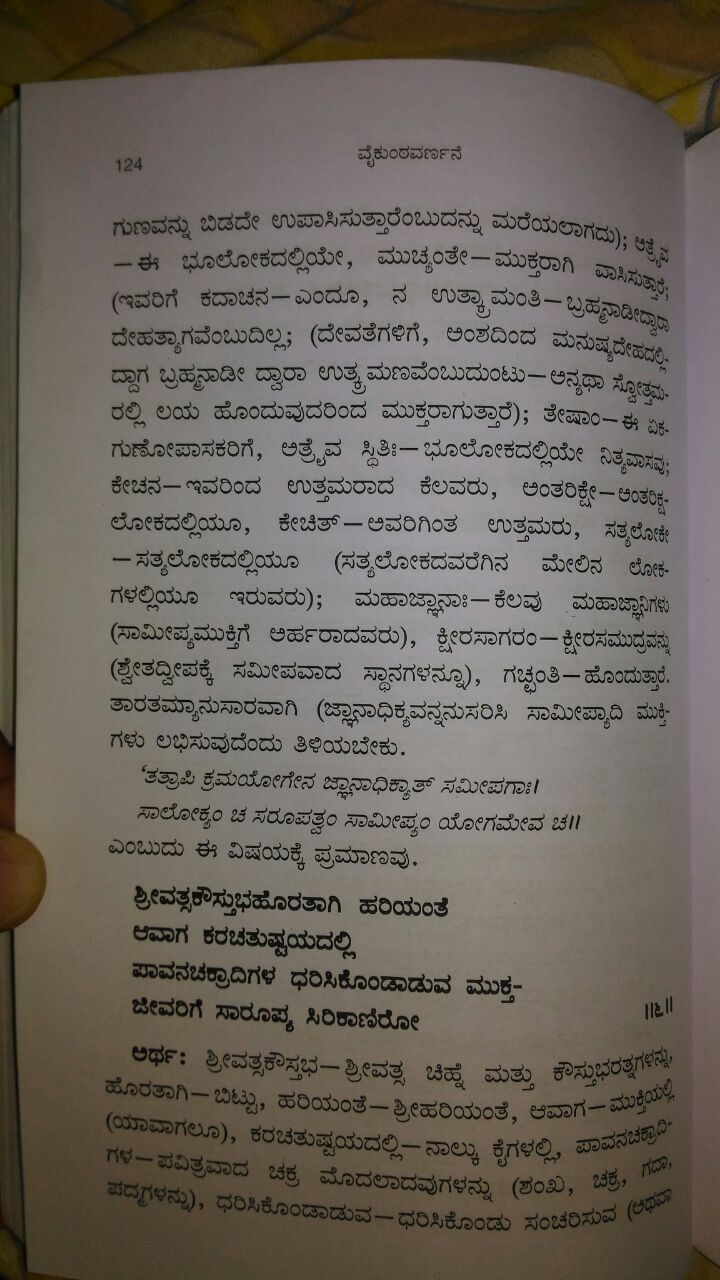 124
ವೈಕುಂಠವರ್ಣನೆ
ಗುಣವನ್ನು ಬಿಡದೇ ಉಪಾಸಿಸುತ್ತಾರೆಂಬುದನ್ನು ಮರೆಯಲಾಗದು); ಅತ್ರೈವ
—ಈ ಭೂಲೋಕದಲ್ಲಿಯೇ, ಮುಚ್ಯಂತೇ—ಮುಕ್ತರಾಗಿ ವಾಸಿಸುತ್ತಾರೆ;
(ಇವರಿಗೆ ಕದಾಚನ—ಎಂದೂ, ನ ಉತ್ಕ್ರಾಮಂತಿ—ಬ್ರಹ್ಮನಾಡೀದ್ವಾರಾ
ದೇಹತ್ಯಾಗವೆಂಬುದಿಲ್ಲ; (ದೇವತೆಗಳಿಗೆ, ಅಂಶದಿಂದ ಮನುಷ್ಯದೇಹದಲ್ಲಿ-
ದ್ದಾಗ ಬ್ರಹ್ಮನಾಡೀ ದ್ವಾರಾ ಉತ್ಕ್ರಮಣವೆಂಬುದುಂಟು—ಅನ್ಯಥಾ ಸ್ವೋತ್ತಮ-
ರಲ್ಲಿ ಲಯ ಹೊಂದುವುದರಿಂದ ಮುಕ್ತರಾಗುತ್ತಾರೆ); ತೇಷಾಂ—ಈ ಏಕ-
ಗುಣೋಪಾಸಕರಿಗೆ, ಅತ್ರೈವ ಸ್ಥಿತಿಃ—ಭೂಲೋಕದಲ್ಲಿಯೇ ನಿತ್ಯವಾಸವು;
ಕೇಚನ—ಇವರಿಂದ ಉತ್ತಮರಾದ ಕೆಲವರು, ಅಂತರಿಕ್ಷೇ—ಅಂತರಿಕ್ಷ-
ಲೋಕದಲ್ಲಿಯೂ, ಕೇಚಿತ್—ಅವರಿಗಿಂತ ಉತ್ತಮರು, ಸತ್ಯಲೋಕೇ
—ಸತ್ಯಲೋಕದಲ್ಲಿಯೂ (ಸತ್ಯಲೋಕದವರೆಗಿನ ಮೇಲಿನ ಲೋಕ-
ಗಳಲ್ಲಿಯೂ ಇರುವರು); ಮಹಾಜ್ಞಾನಾಃ—ಕೆಲವು ಮಹಾಜ್ಞಾನಿಗಳು
(ಸಾಮೀಪ್ಯಮುಕ್ತಿಗೆ ಅರ್ಹರಾದವರು), ಕ್ಷೀರಸಾಗರಂ—ಕ್ಷೀರಸಮುದ್ರವನ್ನು
(ಶ್ವೇತದ್ವೀಪಕ್ಕೆ ಸಮೀಪವಾದ ಸ್ಥಾನಗಳನ್ನೂ), ಗಚ್ಛಂತಿ—ಹೊಂದುತ್ತಾರೆ.
ತಾರತಮ್ಯಾನುಸಾರವಾಗಿ (ಜ್ಞಾನಾಧಿಕ್ಯವನ್ನನುಸರಿಸಿ ಸಾಮೀಪ್ಯಾದಿ ಮುಕ್ತಿ-
ಗಳು ಲಭಿಸುವುದೆಂದು ತಿಳಿಯಬೇಕು.
'ತತ್ರಾಪಿ ಕ್ರಮಯೋಗೇನ ಜ್ಞಾನಾಧಿಕ್ಯಾತ್ ಸಮೀಪಗಾಃ।
ಸಾಲೋಕ್ಯಂ ಚ ಸರೂಪತ್ವಂ ಸಾಮೀಪ್ಯಂ ಯೋಗಮೇವ ಚ॥
ಎಂಬುದು ಈ ವಿಷಯಕ್ಕೆ ಪ್ರಮಾಣವು.
ಶ್ರೀವತ್ಸಕೌಸ್ತುಭಹೊರತಾಗಿ ಹರಿಯಂತೆ
ಆವಾಗ ಕರಚತುಷ್ಟಯದಲ್ಲಿ
ಪಾವನಚಕ್ರಾದಿಗಳ ಧರಿಸಿಕೊಂಡಾಡುವ ಮುಕ್ತ-
ಜೀವರಿಗೆ ಸಾರೂಪ್ಯ ಸಿರಿಕಾಣಿರೋ ॥೬॥
ಅರ್ಥ: ಶ್ರೀವತ್ಸಕೌಸ್ತಭ—ಶ್ರೀವತ್ಸ ಚಿಹ್ನೆ ಮತ್ತು ಕೌಸ್ತುಭರತ್ನಗಳನ್ನು,
ಹೊರತಾಗಿ—ಬಿಟ್ಟು, ಹರಿಯಂತೆ—ಶ್ರೀಹರಿಯಂತೆ, ಆವಾಗ—ಮುಕ್ತಿಯಲ್ಲಿ
(ಯಾವಾಗಲೂ), ಕರಚತುಷ್ಟಯದಲ್ಲಿ—ನಾಲ್ಕು ಕೈಗಳಲ್ಲಿ, ಪಾವನಚಕ್ರಾದಿ-
ಗಳ—ಪವಿತ್ರವಾದ ಚಕ್ರ ಮೊದಲಾದವುಗಳನ್ನು (ಶಂಖ, ಚಕ್ರ, ಗದಾ,
ಪದ್ಮಗಳನ್ನು), ಧರಿಸಿಕೊಂಡಾಡುವ—ಧರಿಸಿಕೊಂಡು ಸಂಚರಿಸುವ (ಅಥವಾ